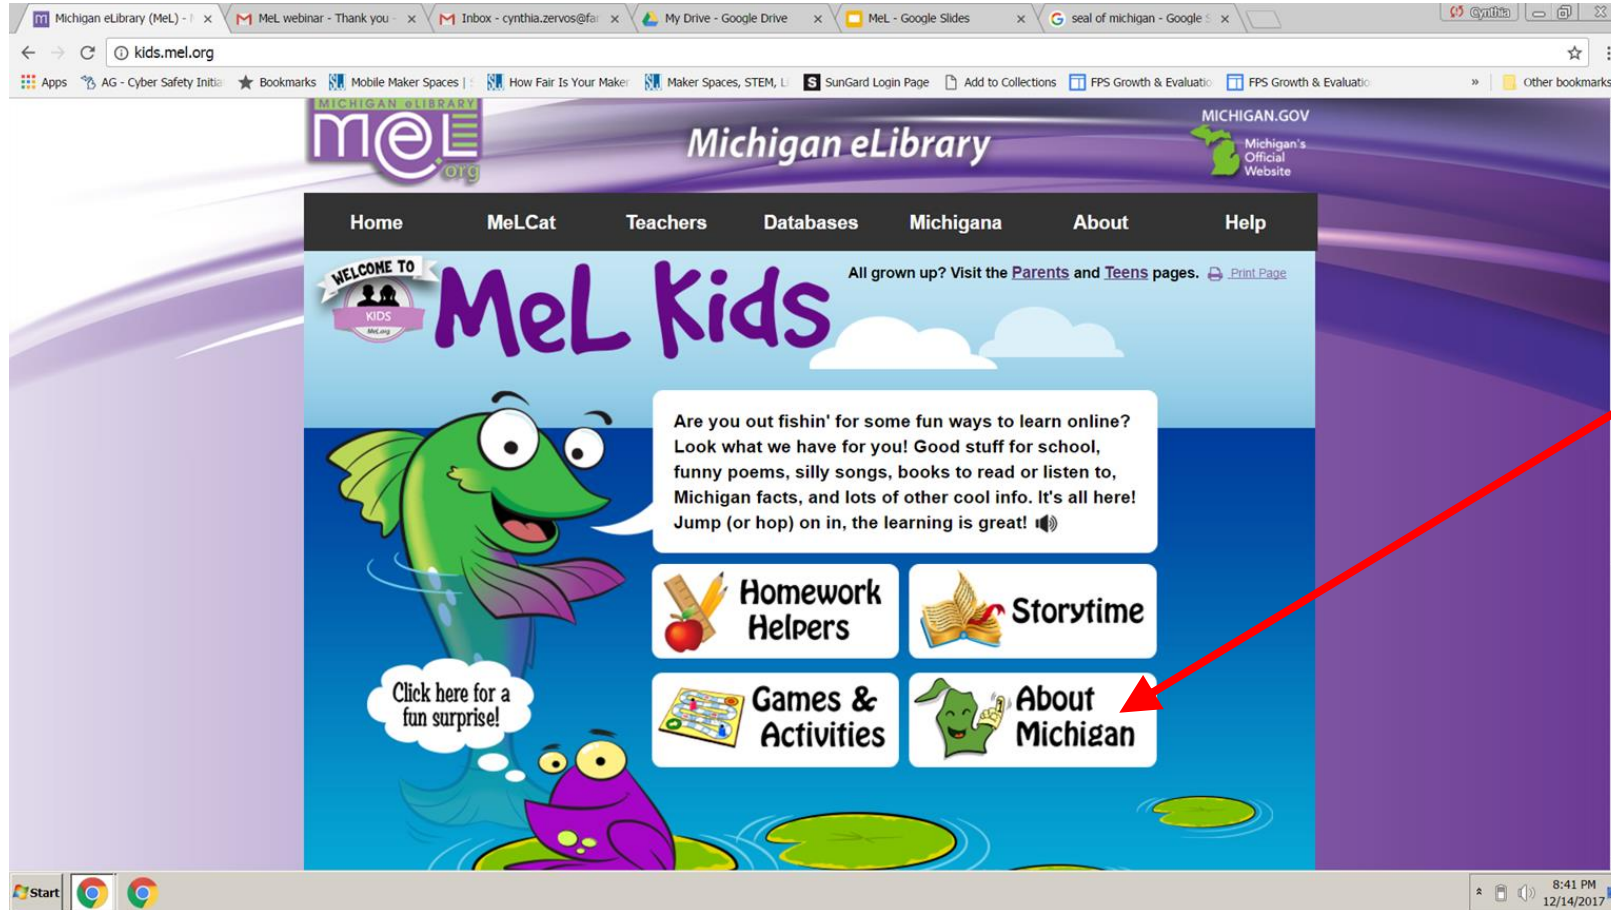 Michigan eLibrary (MeL) - M
MeL webinar - Thank you -
Inbox - cynthia.zervos@far
My Drive - Google Drive
MeL - Google Slides
seal of michigan - Google S
Cynthia
kids.mel.org
Apps
AG - Cyber Safety Initia
Bookmarks
Mobile Maker Spaces |
How Fair Is Your Maker
Maker Spaces, STEM, Li
SunGard Login Page
Add to Collections
FPS Growth & Evaluatio
FPS Growth & Evaluatio
»
Other bookmarks
MICHIGAN eLIBRARY
meL
.org
Michigan eLibrary
MICHIGAN.GOV
Michigan's
Official
Website
Home MeLCat Teachers Databases Michigana About Help
WELCOME TO
KIDS
MeL.org
MeL Kids
All grown up? Visit the Parents and Teens pages. Print Page
Are you out fishin' for some fun ways to learn online?
Look what we have for you! Good stuff for school,
funny poems, silly songs, books to read or listen to,
Michigan facts, and lots of other cool info. It's all here!
Jump (or hop) on in, the learning is great!
Homework
Helpers
Storytime
Games &
Activities
About
Michigan
Click here for a
fun surprise!
Start
8:41 PM
12/14/2017